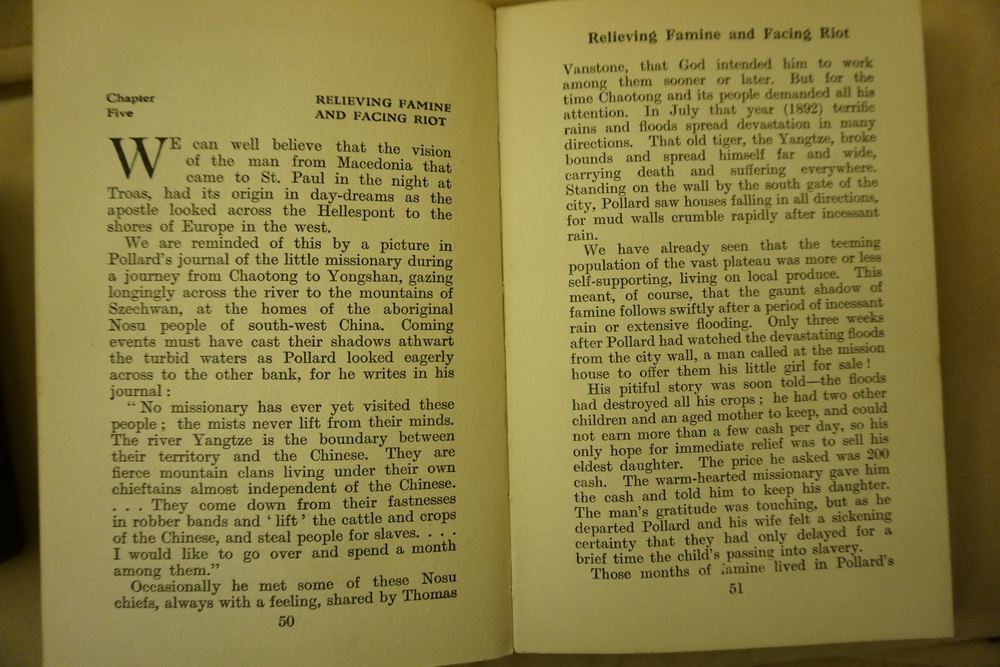 Chapter
Five
RELIEVING FAMINE
AND FACING RIOT
WE can well believe that the vision
of the man from Macedonia that
came to St. Paul in the night at
Troas, had its origin in day-dreams as the
apostle looked across the Hellespont to the
shores of Europe in the west.
We are reminded of this by a picture in
Pollard's journal of the little missionary during
a journey from Chaotong to Yongshan, gazing
longingly across the river to the mountains of
Szechwan, at the homes of the aboriginal
Nosu people of south-west China. Coming
events must have cast their shadows athwart
the turbid waters as Pollard looked eagerly
across to the other bank, for he writes in his
journal:
"No missionary has ever yet visited these
people; the mists never lift from their minds.
The river Yangtze is the boundary between
their territory and the Chinese. They are
fierce mountain clans living under their own
chieftains almost independent of the Chinese.
. . . They come down from their fastnesses
in robber bands and 'lift' the cattle and crops
of the Chinese, and steal people for slaves. . . .
I would like to go over and spend a month
among them."
Occasionally he met some of these Nosu
chiefs, always with a feeling, shared by Thomas
50
Relieving Famine and Facing Riot
Vanstone, that God intended him to work
among them sooner or later. But for the
time Chaotong and its people demanded all his
attention. In July that year (1892) terrific
rains and floods spread devastation in many
directions. That old tiger, the Yangtze, broke
bounds and spread himself far and wide,
carrying death and suffering everywhere.
Standing on the wall by the south gate of the
city, Pollard saw houses falling in all directions,
for mud walls crumble rapidly after incessant
rain.
We have already seen that the teeming
population of the vast plateau was more or less
self-supporting, living on local produce. This
meant, of course, that the gaunt shadow of
famine follows swiftly after a period of incessant
rain or extensive flooding. Only three weeks
after Pollard had watched the devastating floods
from the city wall, a man called at the mission
house to offer them his little girl for sale!
His pitiful story was soon told—the floods
had destroyed all his crops; he had two other
children and an aged mother to keep, and could
not earn more than a few cash per day, so his
only hope for immediate relief was to sell his
eldest daughter. The price he asked was 200
cash. The warm-hearted missionary gave him
the cash and told him to keep his daughter.
The man's gratitude was touching, but as he
departed Pollard and his wife felt a sickening
certainty that they had only delayed for a
brief time the child's passing into slavery.
Those months of famine lived in Pollard's
51